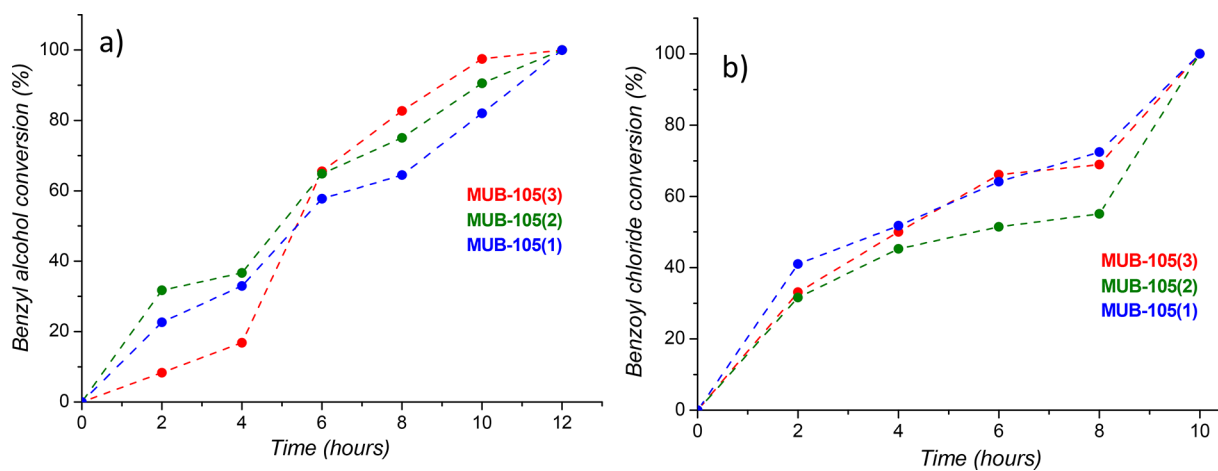 a)
Benzyl alcohol conversion (%)
100
80
60
40
20
0
MUB-105(3)
MUB-105(2)
MUB-105(1)
0 2 4 6 8 10 12
Time (hours)
b)
Benzoyl chloride conversion (%)
100
80
60
40
20
0
MUB-105(3)
MUB-105(2)
MUB-105(1)
0 2 4 6 8 10
Time (hours)